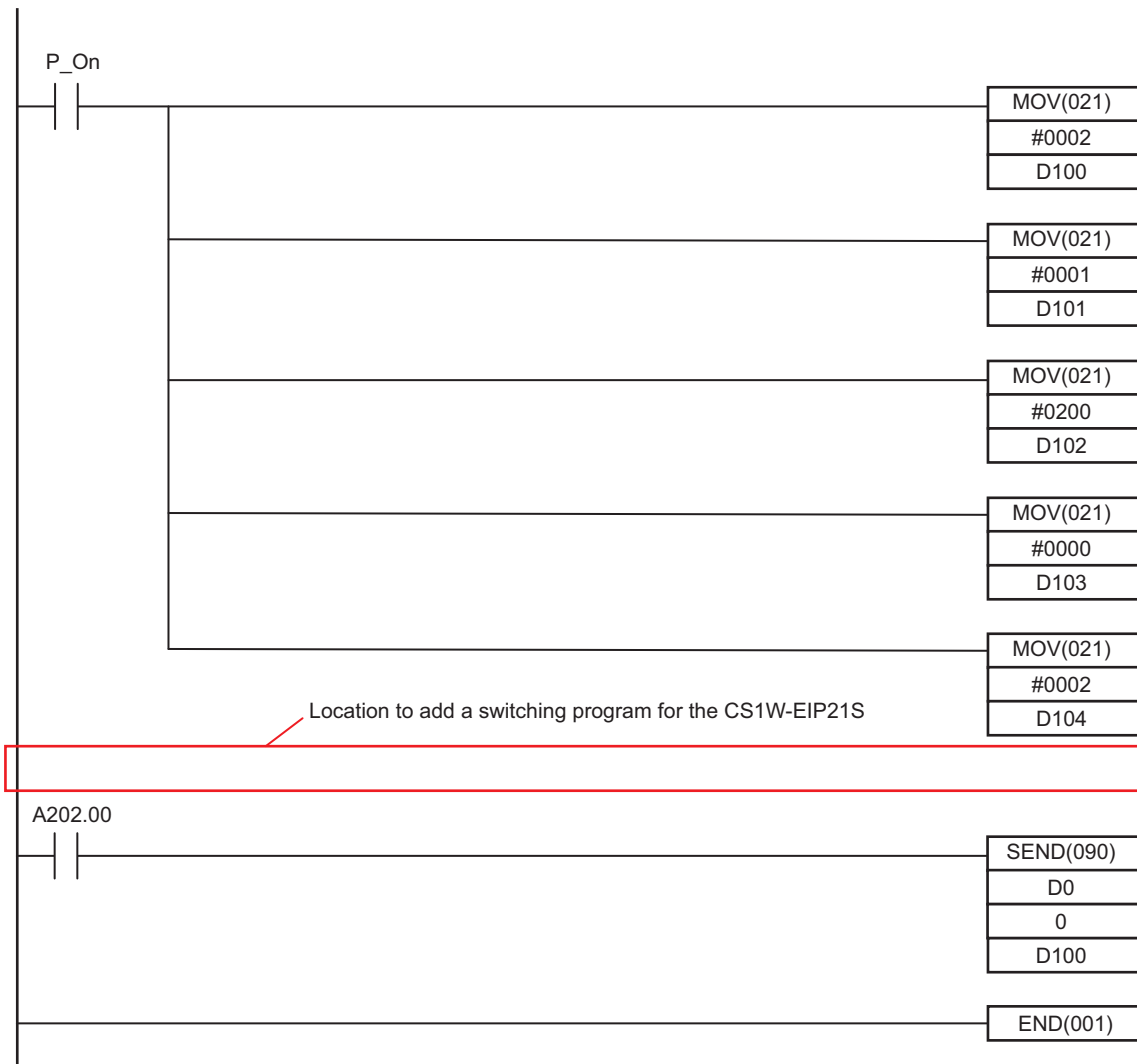 P_On
MOV(021)
#0002
D100
MOV(021)
#0001
D101
MOV(021)
#0200
D102
MOV(021)
#0000
D103
MOV(021)
#0002
D104
Location to add a switching program for the CS1W-EIP21S
A202.00
SEND(090)
D0
0
D100
END(001)